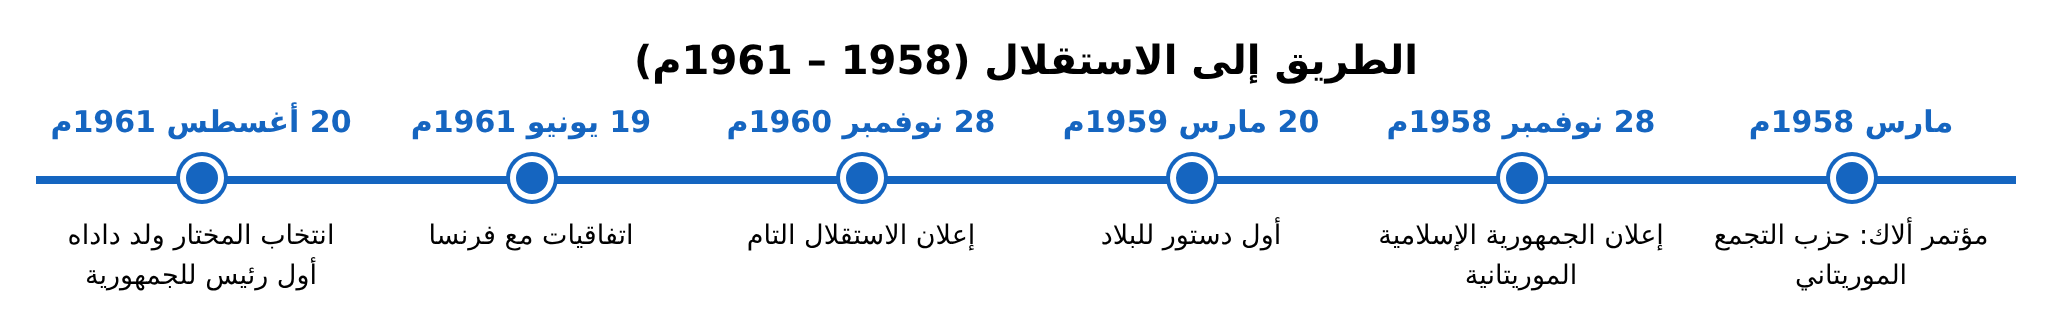 الطريق إلى الاستقلال (1958 – 1961م)
مارس 1958م
مؤتمر ألاك: حزب التجمع
الموريتاني
28 نوفمبر 1958م
إعلان الجمهورية الإسلامية
الموريتانية
20 مارس 1959م
أول دستور للبلاد
28 نوفمبر 1960م
إعلان الاستقلال التام
19 يونيو 1961م
اتفاقيات مع فرنسا
20 أغسطس 1961م
انتخاب المختار ولد داداه
أول رئيس للجمهورية